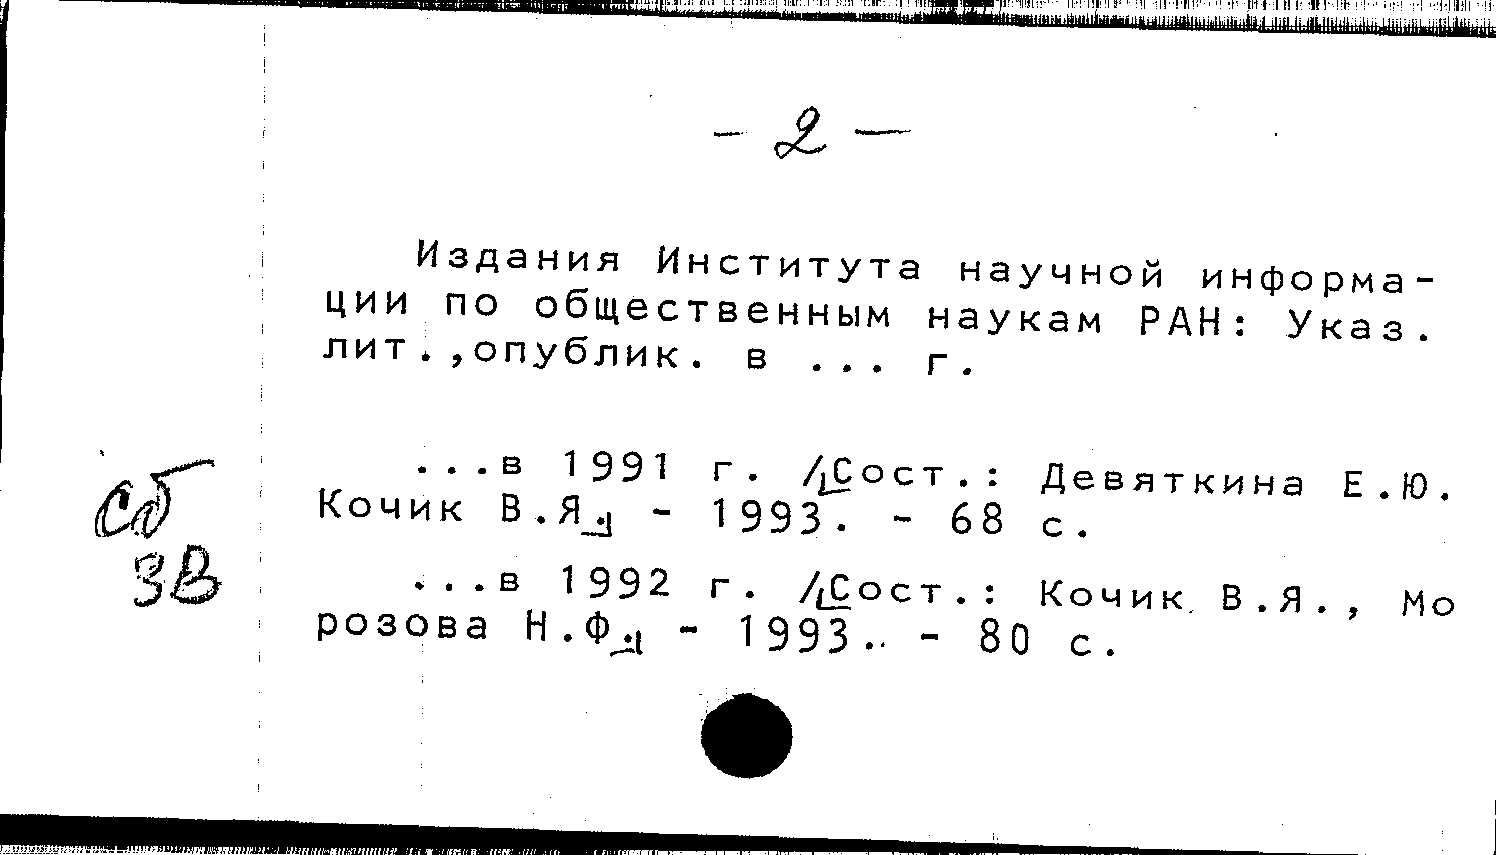 - 2 -
Издания Института научной информа-
ции по общественным наукам РАН: Указ.
лит.,опублик. в ... г.
...в 1991 г. /[Сост.: Девяткина Е.Ю.
Кочик В.Я.] - 1993. - 68 с.
Сб
ЗВ
...в 1992 г. /[Сост.: Кочик В.Я., Мо
розова Н.Ф.] - 1993. - 80 с.